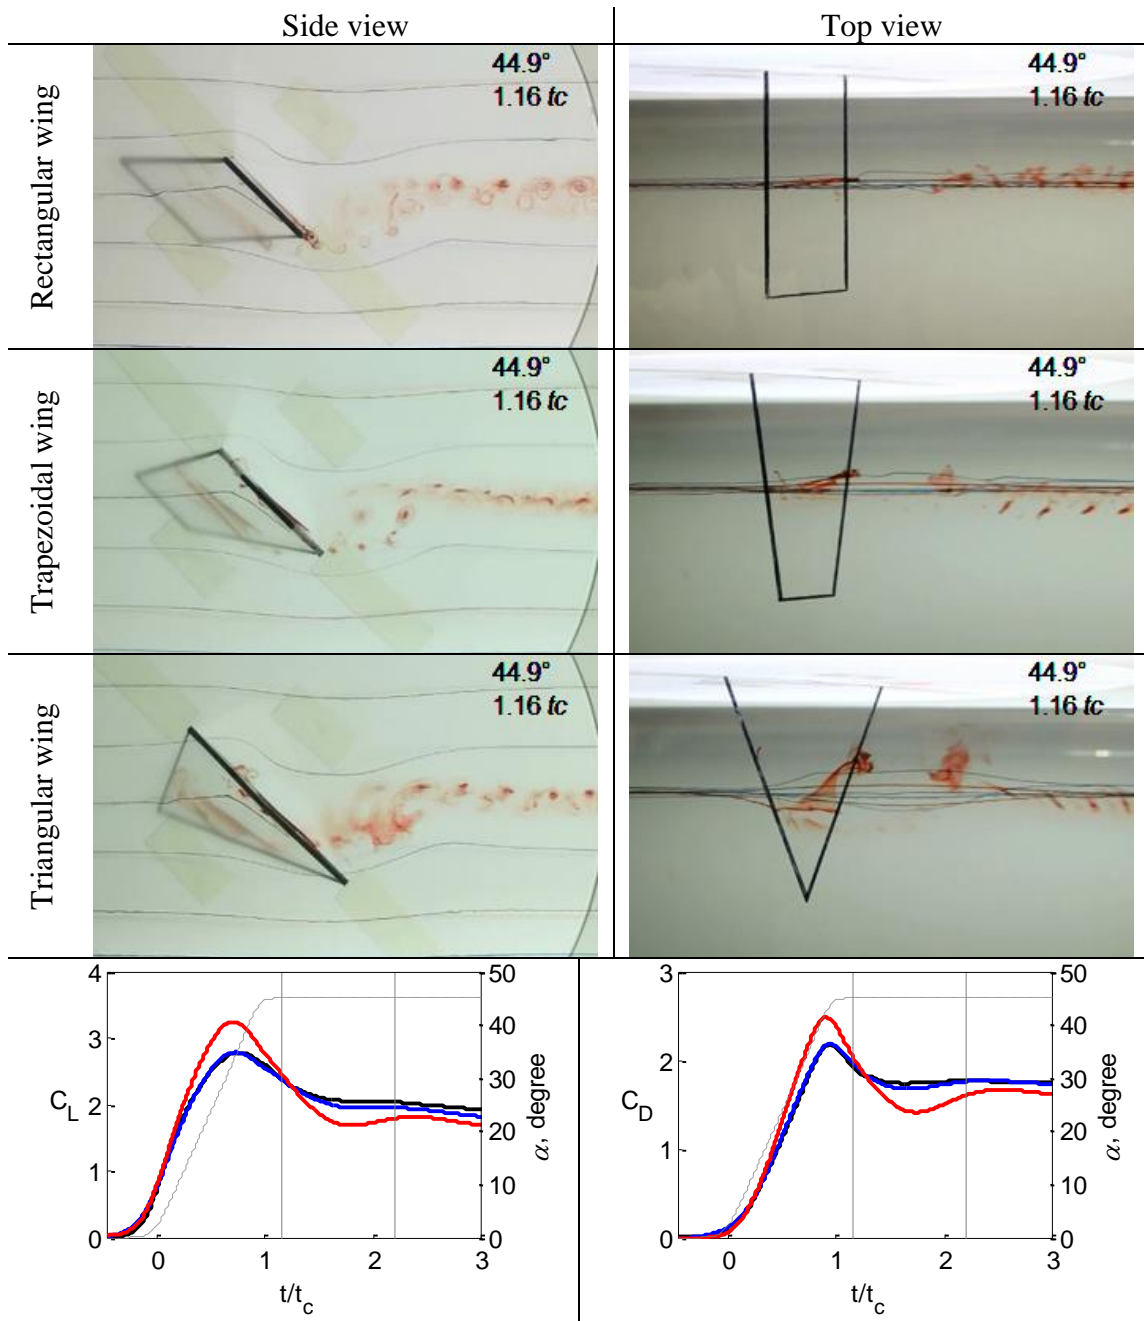 Side view
Top view
Rectangular wing
44.9°
1.16 tc
44.9°
1.16 tc
Trapezoidal wing
44.9°
1.16 tc
44.9°
1.16 tc
Triangular wing
44.9°
1.16 tc
44.9°
1.16 tc
4
3
2
1
0
C_L
0 1 2 3
t/t_c
50
40
30
20
10
0
α, degree
3
2
1
0
C_D
0 1 2 3
t/t_c
50
40
30
20
10
0
α, degree